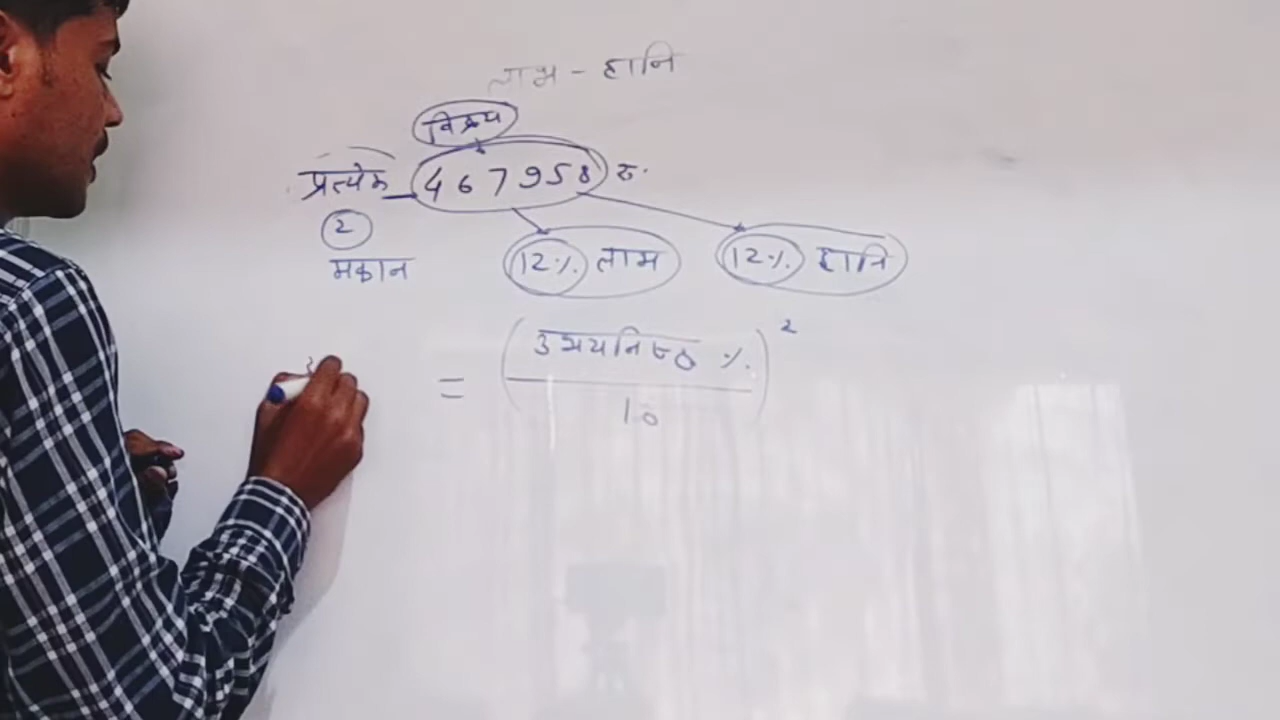 लाभ - हानि
विक्रय
प्रत्येक 467958 रु.
2
मकान 12% लाभ 12% हानि
= (उभयनिष्ठ % / 10)²